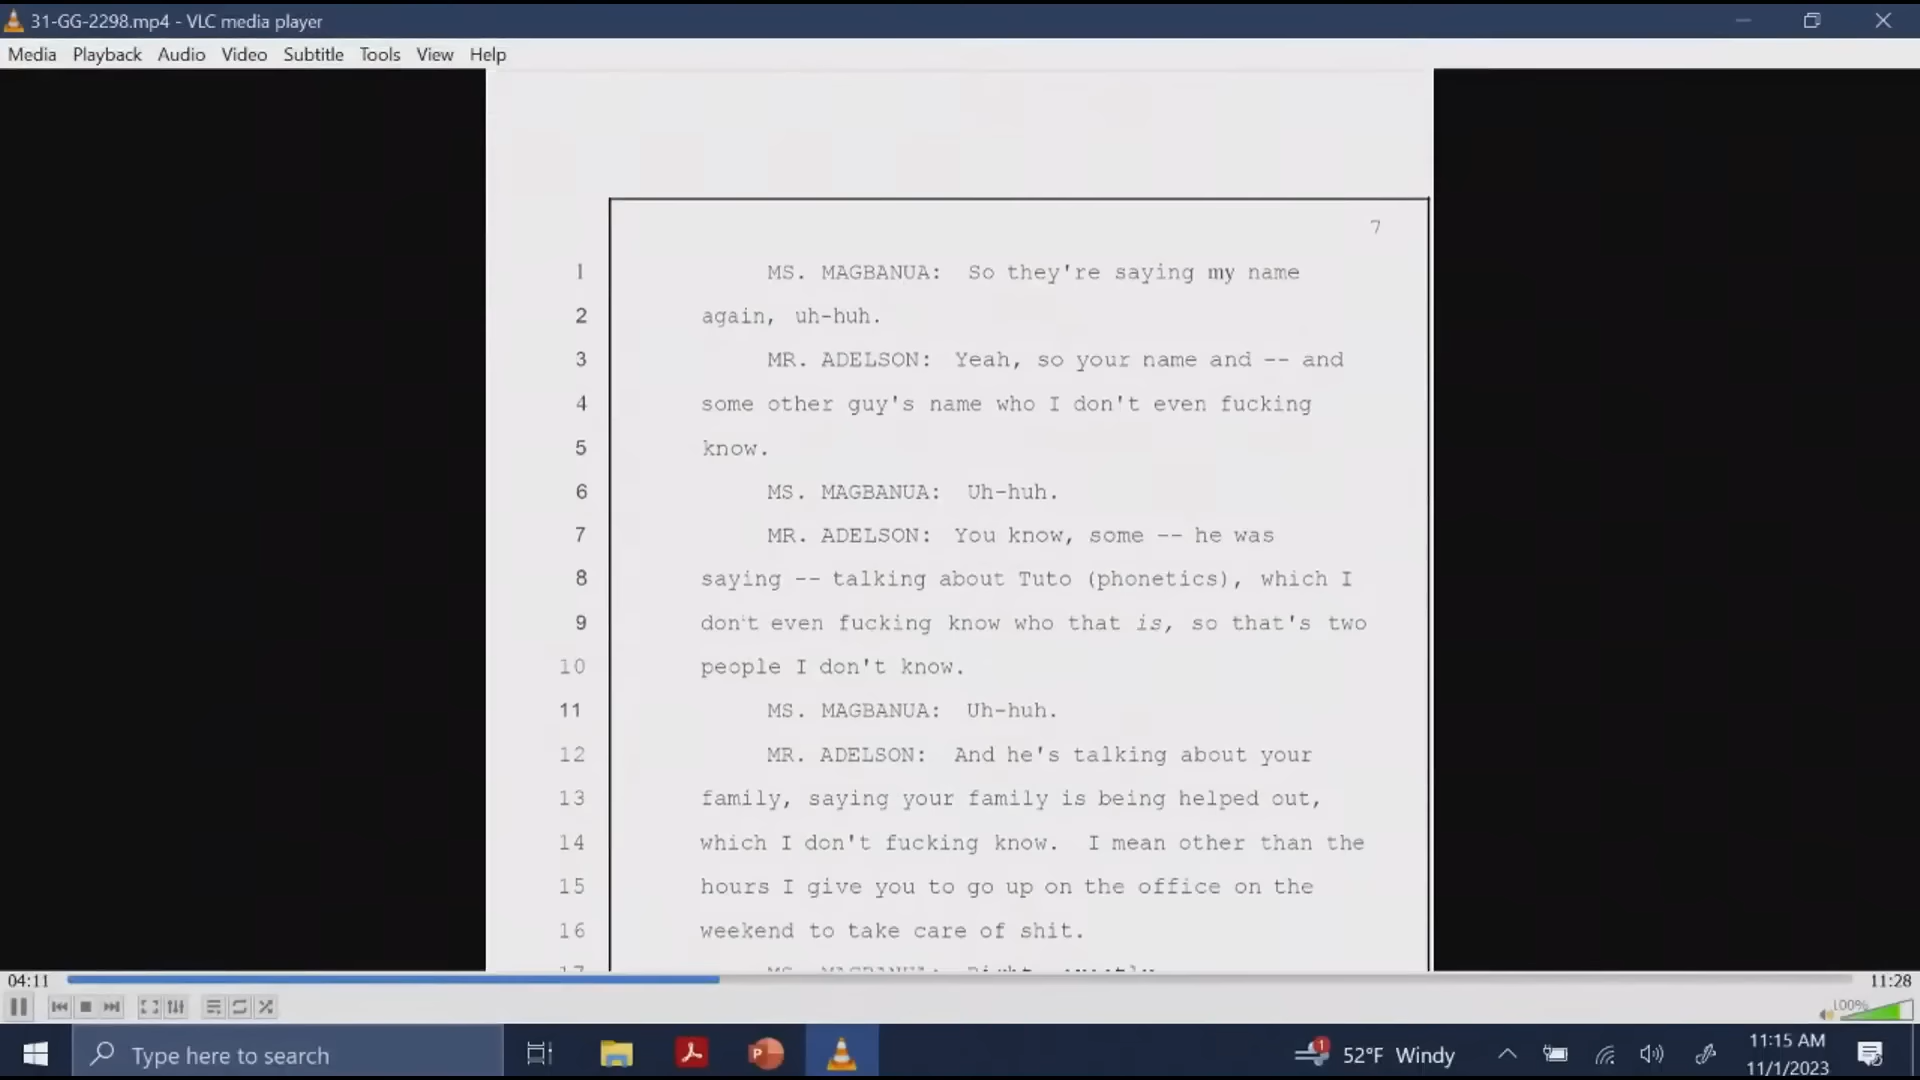 31-GG-2298.mp4 - VLC media player
Media Playback Audio Video Subtitle Tools View Help
7
1 MS. MAGBANUA: So they're saying my name
2 again, uh-huh.
3 MR. ADELSON: Yeah, so your name and -- and
4 some other guy's name who I don't even fucking
5 know.
6 MS. MAGBANUA: Uh-huh.
7 MR. ADELSON: You know, some -- he was
8 saying -- talking about Tuto (phonetics), which I
9 don't even fucking know who that is, so that's two
10 people I don't know.
11 MS. MAGBANUA: Uh-huh.
12 MR. ADELSON: And he's talking about your
13 family, saying your family is being helped out,
14 which I don't fucking know. I mean other than the
15 hours I give you to go up on the office on the
16 weekend to take care of shit.
17 MS. MAGBANUA: Right, exactly.
04:11 11:28
100%
Type here to search
P
1
52°F Windy
11:15 AM
11/1/2023